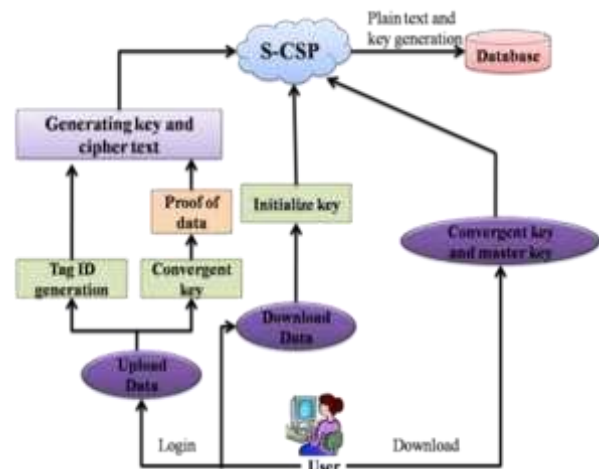 Plain text and
key generation
S-CSP
Database
Generating key and
cipher text
Proof of
data
Initialize key
Convergent key
and master key
Tag ID
generation
Convergent
key
Download
Data
Upload
Data
Login
Download
User